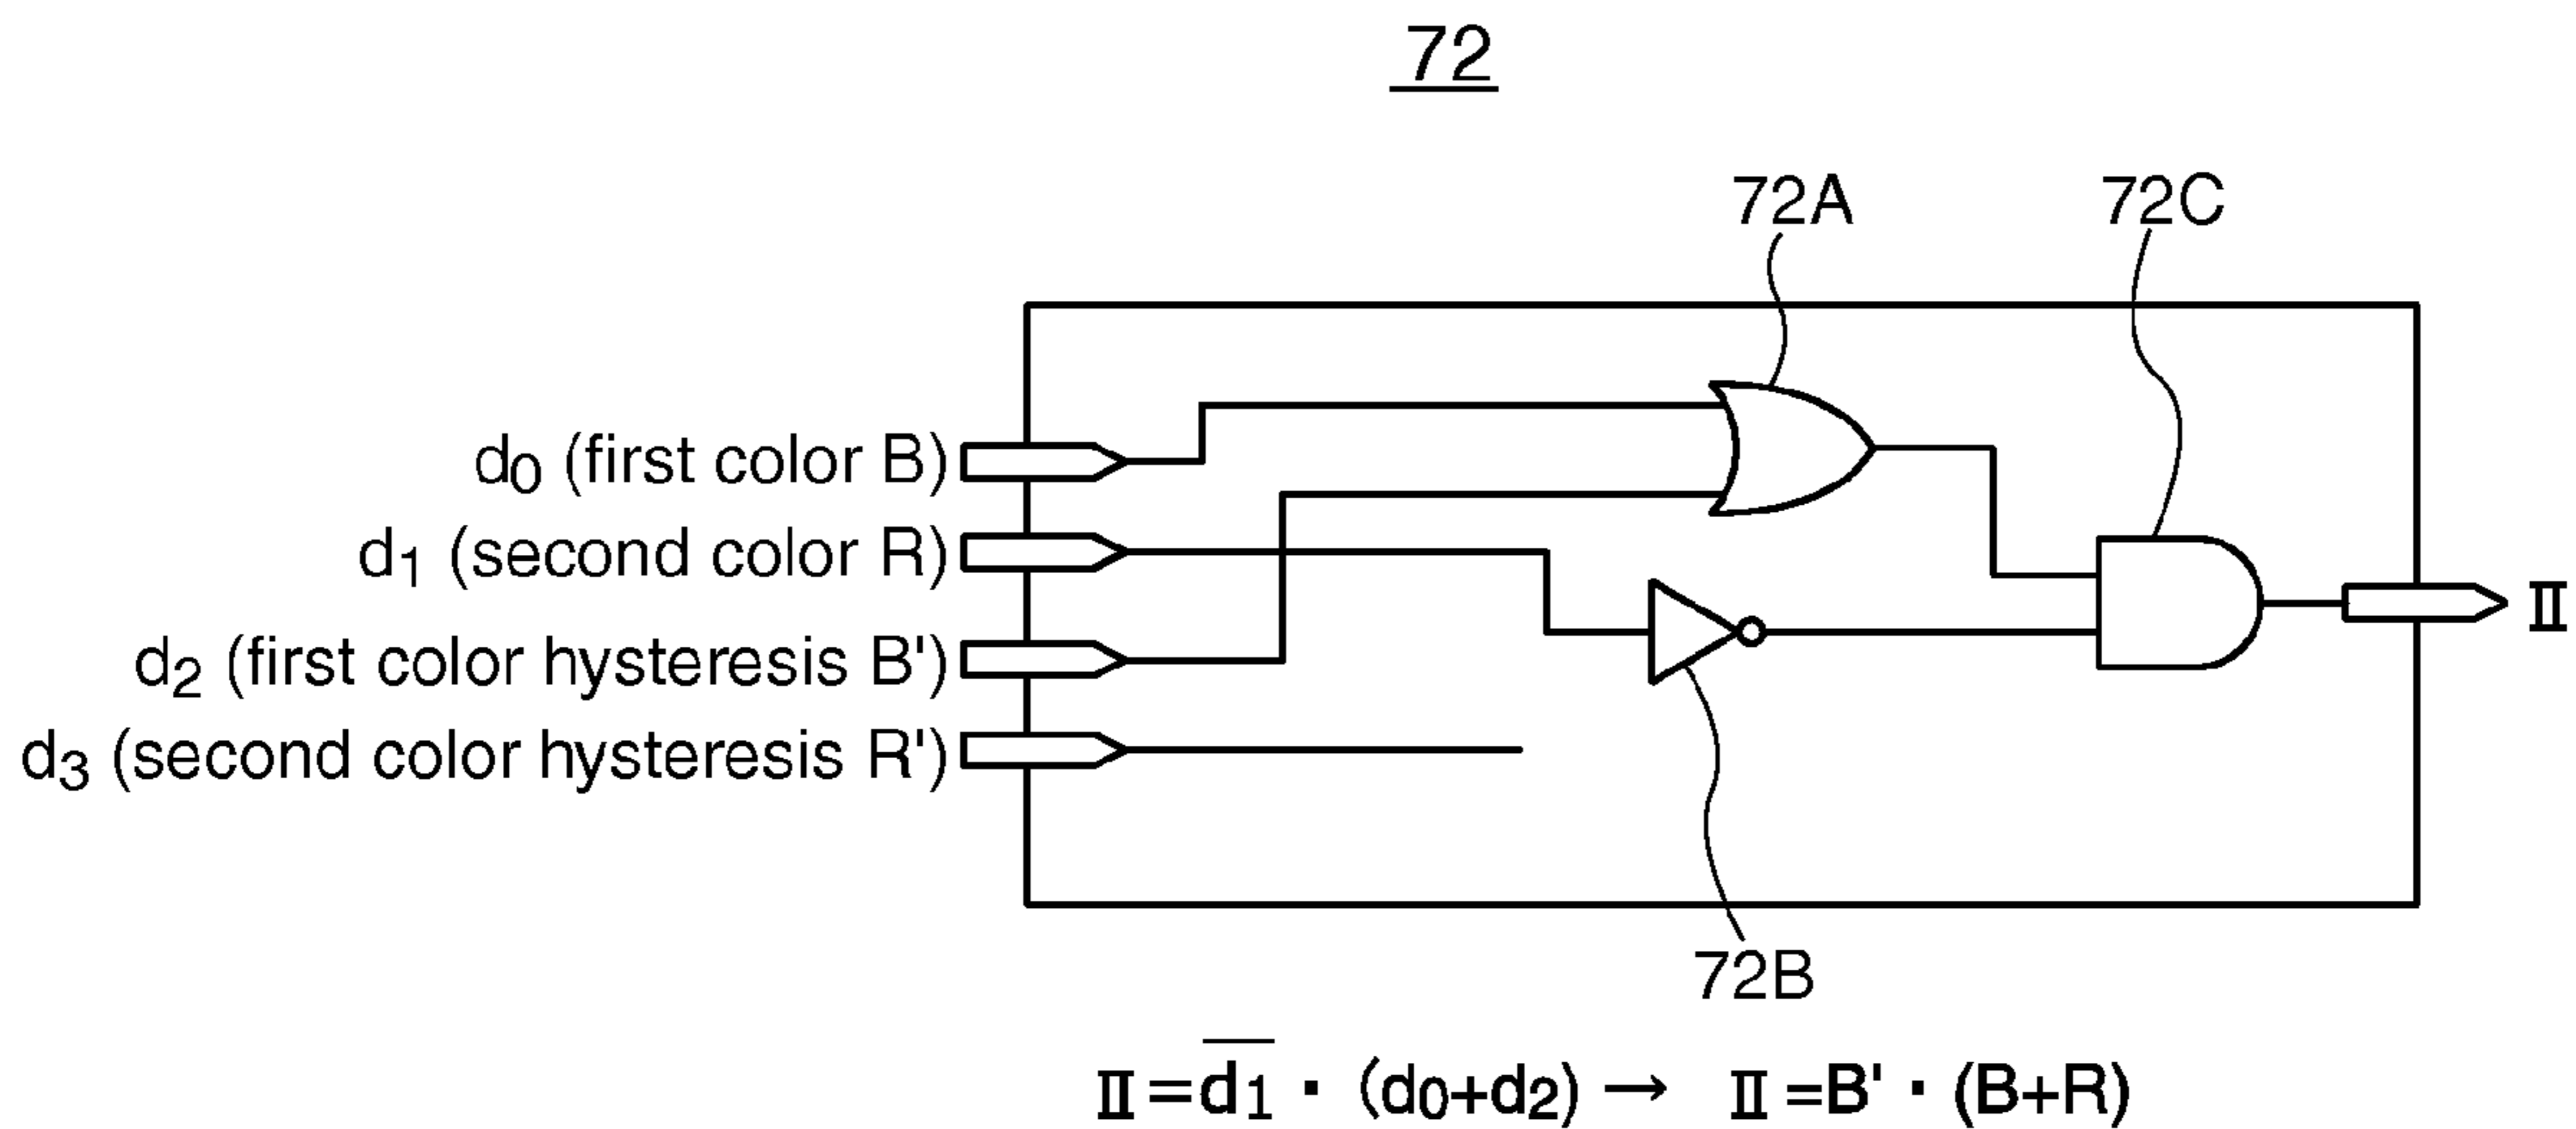 72
72A
72C
d₀ (first color B)
d₁ (second color R)
d₂ (first color hysteresis B')
d₃ (second color hysteresis R')
Ⅱ
72B
Ⅱ=d̅₁̅・(d₀+d₂)→ Ⅱ=B'・(B+R)